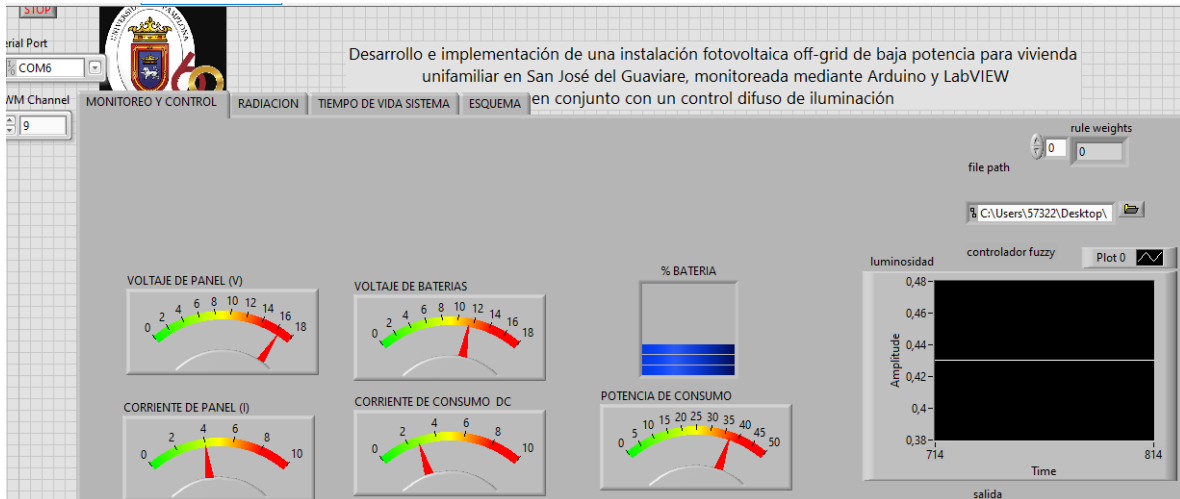 STOP
erial Port
COM6
WM Channel
9
UNIVERSI
PAMPLONA
60
Desarrollo e implementación de una instalación fotovoltaica off-grid de baja potencia para vivienda
unifamiliar en San José del Guaviare, monitoreada mediante Arduino y LabVIEW
en conjunto con un control difuso de iluminación
MONITOREO Y CONTROL
RADIACION
TIEMPO DE VIDA SISTEMA
ESQUEMA
rule weights
0
0
file path
C:\Users\57322\Desktop\
controlador fuzzy
luminosidad
Plot 0
VOLTAJE DE PANEL (V)
0 2 4 6 8 10 12 14 16 18
VOLTAJE DE BATERIAS
0 2 4 6 8 10 12 14 16 18
% BATERIA
0,48
0,46
0,44
0,42
0,4
0,38
Amplitude
714
814
Time
salida
CORRIENTE DE PANEL (I)
0 2 4 6 8 10
CORRIENTE DE CONSUMO DC
0 2 4 6 8 10
POTENCIA DE CONSUMO
0 5 10 15 20 25 30 35 40 45 50